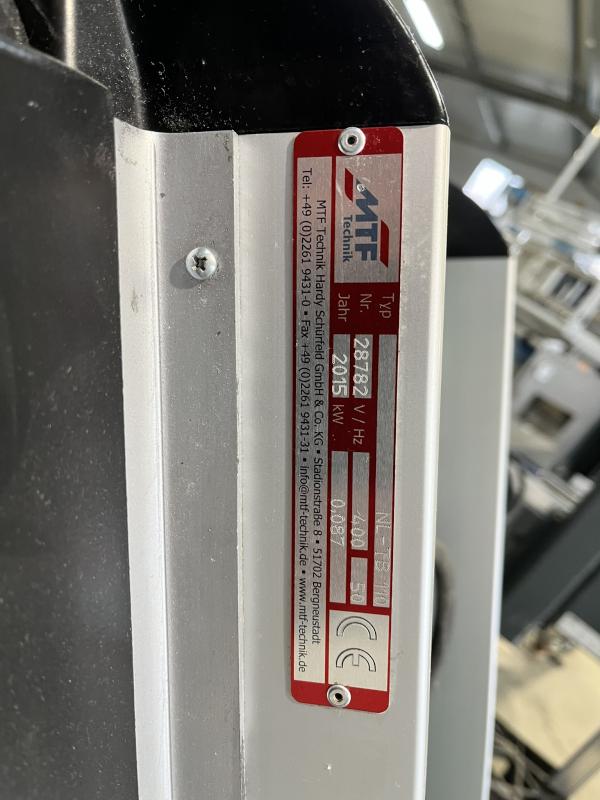 MTF
Technik
Typ NL-TB 110
Nr. 28782 V / Hz 400 50
Jahr 2015 kW 0,087
CE
MTF Technik Hardy Schürfeld GmbH & Co. KG • Stadionstraße 8 • 51702 Bergneustadt
Tel: +49 (0)2261 9431-0 • Fax +49 (0)2261 9431-31 • info@mtf-technik.de • www.mtf-technik.de